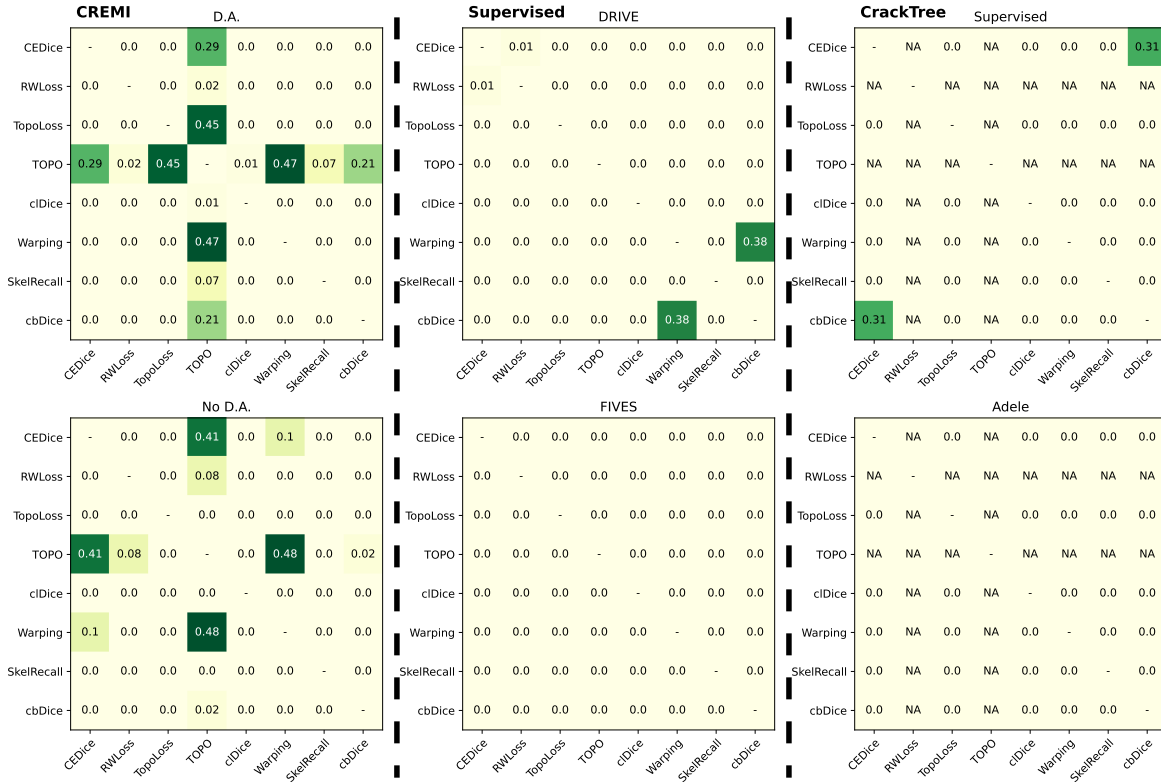 CREMI Supervised CrackTree
D.A. DRIVE Supervised
CEDice - 0.0 0.0 0.29 0.0 0.0 0.0 0.0
RWLoss 0.0 - 0.0 0.02 0.0 0.0 0.0 0.0
TopoLoss 0.0 0.0 - 0.45 0.0 0.0 0.0 0.0
TOPO 0.29 0.02 0.45 - 0.01 0.47 0.07 0.21
clDice 0.0 0.0 0.0 0.01 - 0.0 0.0 0.0
Warping 0.0 0.0 0.0 0.47 0.0 - 0.0 0.0
SkelRecall 0.0 0.0 0.0 0.07 0.0 0.0 - 0.0
cbDice 0.0 0.0 0.0 0.21 0.0 0.0 0.0 -
CEDice RWLoss TopoLoss TOPO clDice Warping SkelRecall cbDice
CEDice - 0.01 0.0 0.0 0.0 0.0 0.0 0.0
RWLoss 0.01 - 0.0 0.0 0.0 0.0 0.0 0.0
TopoLoss 0.0 0.0 - 0.0 0.0 0.0 0.0 0.0
TOPO 0.0 0.0 0.0 - 0.0 0.0 0.0 0.0
clDice 0.0 0.0 0.0 0.0 - 0.0 0.0 0.0
Warping 0.0 0.0 0.0 0.0 0.0 - 0.0 0.38
SkelRecall 0.0 0.0 0.0 0.0 0.0 0.0 - 0.0
cbDice 0.0 0.0 0.0 0.0 0.0 0.38 0.0 -
CEDice RWLoss TopoLoss TOPO clDice Warping SkelRecall cbDice
CEDice - NA 0.0 NA 0.0 0.0 0.0 0.31
RWLoss NA - NA NA NA NA NA NA
TopoLoss 0.0 NA - NA 0.0 0.0 0.0 0.0
TOPO NA NA NA - NA NA NA NA
clDice 0.0 NA 0.0 NA - 0.0 0.0 0.0
Warping 0.0 NA 0.0 NA 0.0 - 0.0 0.0
SkelRecall 0.0 NA 0.0 NA 0.0 0.0 - 0.0
cbDice 0.31 NA 0.0 NA 0.0 0.0 0.0 -
CEDice RWLoss TopoLoss TOPO clDice Warping SkelRecall cbDice
No D.A. FIVES Adele
CEDice - 0.0 0.0 0.41 0.0 0.1 0.0 0.0
RWLoss 0.0 - 0.0 0.08 0.0 0.0 0.0 0.0
TopoLoss 0.0 0.0 - 0.0 0.0 0.0 0.0 0.0
TOPO 0.41 0.08 0.0 - 0.0 0.48 0.0 0.02
clDice 0.0 0.0 0.0 0.0 - 0.0 0.0 0.0
Warping 0.1 0.0 0.0 0.48 0.0 - 0.0 0.0
SkelRecall 0.0 0.0 0.0 0.0 0.0 0.0 - 0.0
cbDice 0.0 0.0 0.0 0.02 0.0 0.0 0.0 -
CEDice RWLoss TopoLoss TOPO clDice Warping SkelRecall cbDice
CEDice - 0.0 0.0 0.0 0.0 0.0 0.0 0.0
RWLoss 0.0 - 0.0 0.0 0.0 0.0 0.0 0.0
TopoLoss 0.0 0.0 - 0.0 0.0 0.0 0.0 0.0
TOPO 0.0 0.0 0.0 - 0.0 0.0 0.0 0.0
clDice 0.0 0.0 0.0 0.0 - 0.0 0.0 0.0
Warping 0.0 0.0 0.0 0.0 0.0 - 0.0 0.0
SkelRecall 0.0 0.0 0.0 0.0 0.0 0.0 - 0.0
cbDice 0.0 0.0 0.0 0.0 0.0 0.0 0.0 -
CEDice RWLoss TopoLoss TOPO clDice Warping SkelRecall cbDice
CEDice - NA 0.0 NA 0.0 0.0 0.0 0.0
RWLoss NA - NA NA NA NA NA NA
TopoLoss 0.0 NA - NA 0.0 0.0 0.0 0.0
TOPO NA NA NA - NA NA NA NA
clDice 0.0 NA 0.0 NA - 0.0 0.0 0.0
Warping 0.0 NA 0.0 NA 0.0 - 0.0 0.0
SkelRecall 0.0 NA 0.0 NA 0.0 0.0 - 0.0
cbDice 0.0 NA 0.0 NA 0.0 0.0 0.0 -
CEDice RWLoss TopoLoss TOPO clDice Warping SkelRecall cbDice